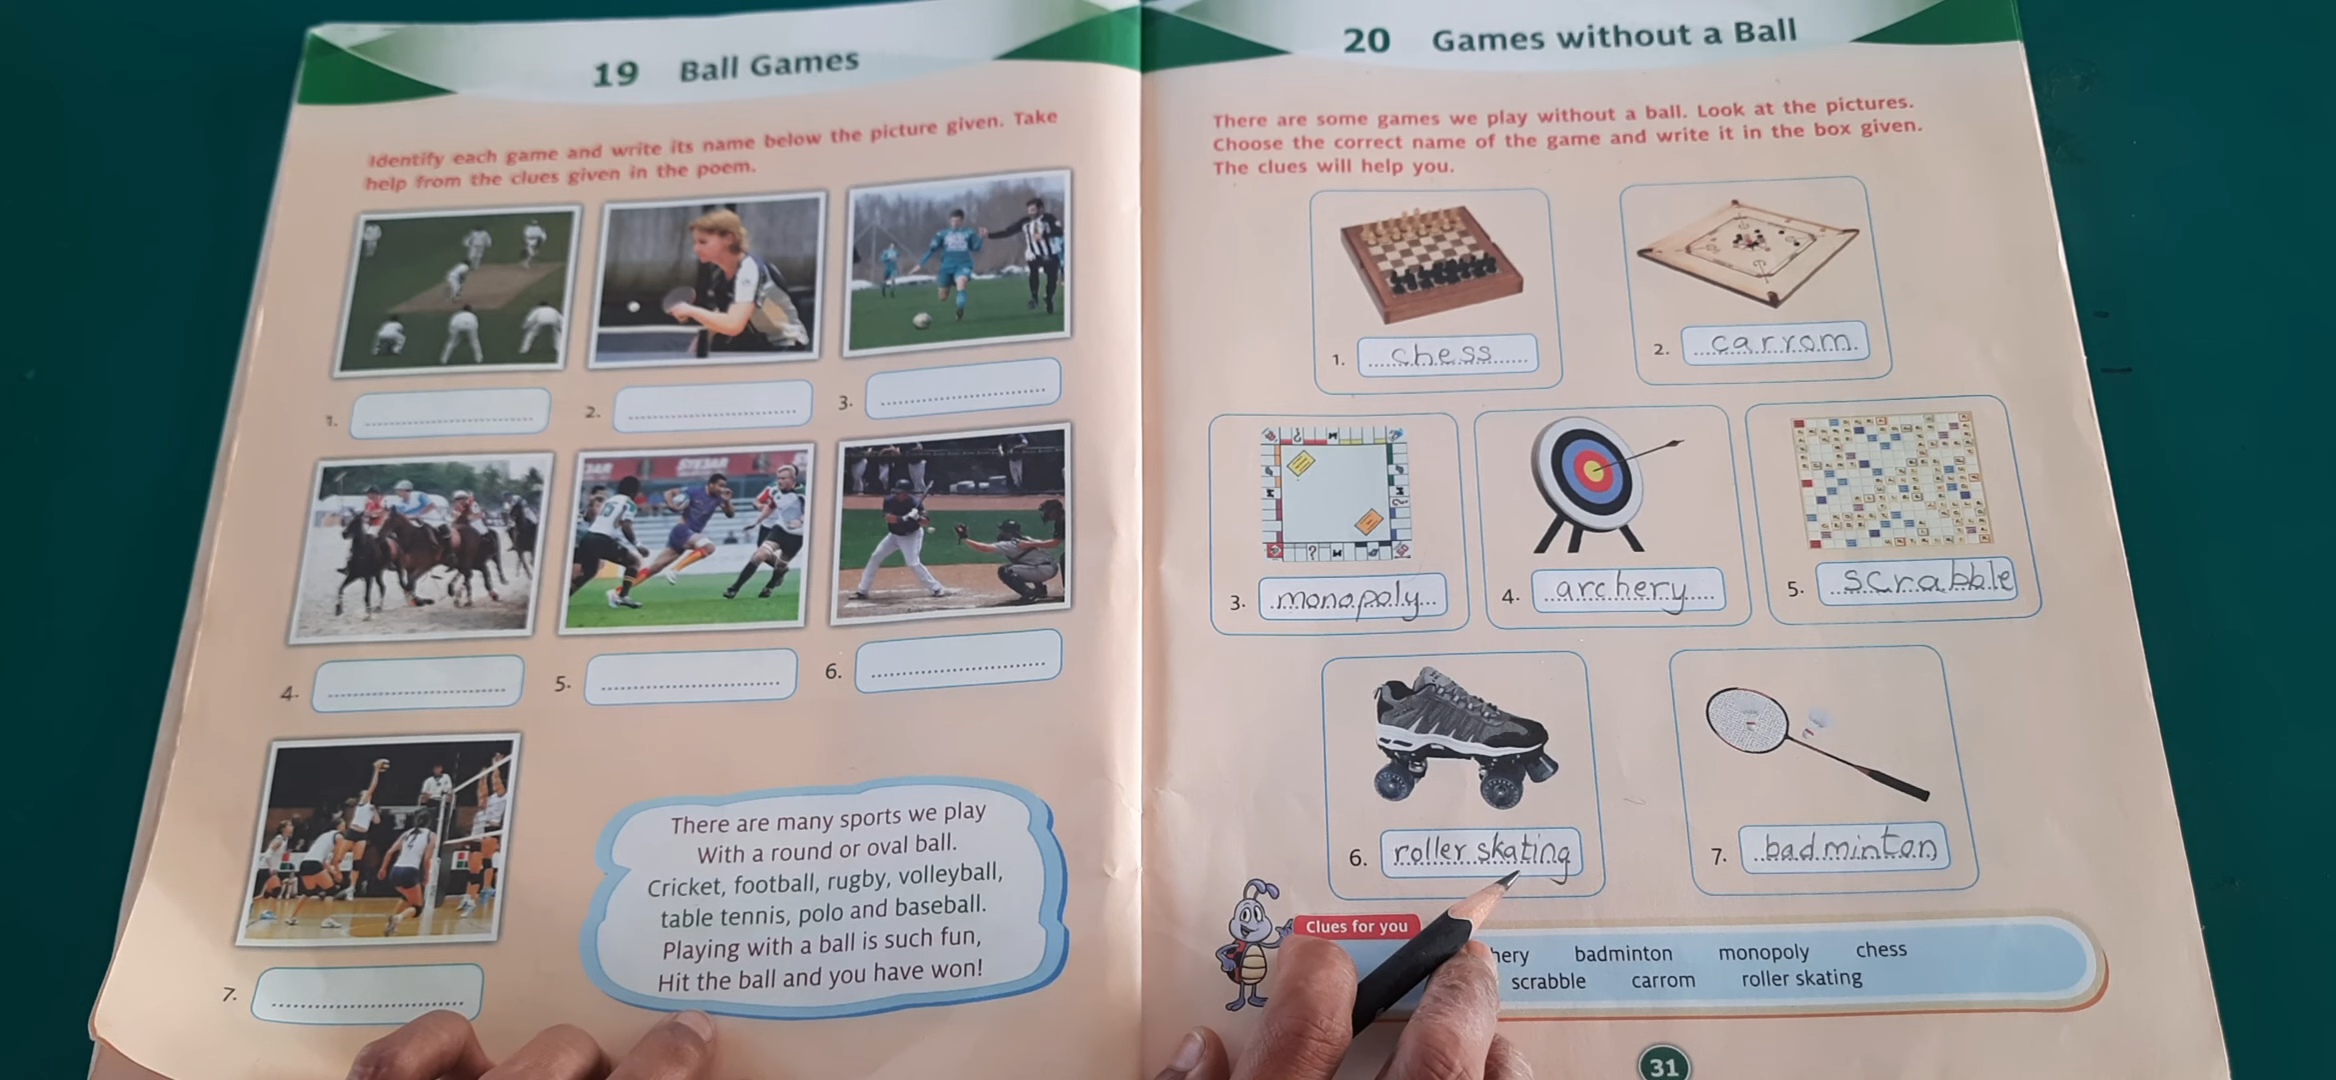 19 Ball Games
Identify each game and write its name below the picture given. Take
help from the clues given in the poem.
1.
2.
3.
4.
5.
6.
7.
There are many sports we play
With a round or oval ball.
Cricket, football, rugby, volleyball,
table tennis, polo and baseball.
Playing with a ball is such fun,
Hit the ball and you have won!
20 Games without a Ball
There are some games we play without a ball. Look at the pictures.
Choose the correct name of the game and write it in the box given.
The clues will help you.
1. chess
2. carrom
3. monopoly
4. archery
5. scrabble
6. roller skating
7. badminton
Clues for you
hery badminton monopoly chess
scrabble carrom roller skating
31